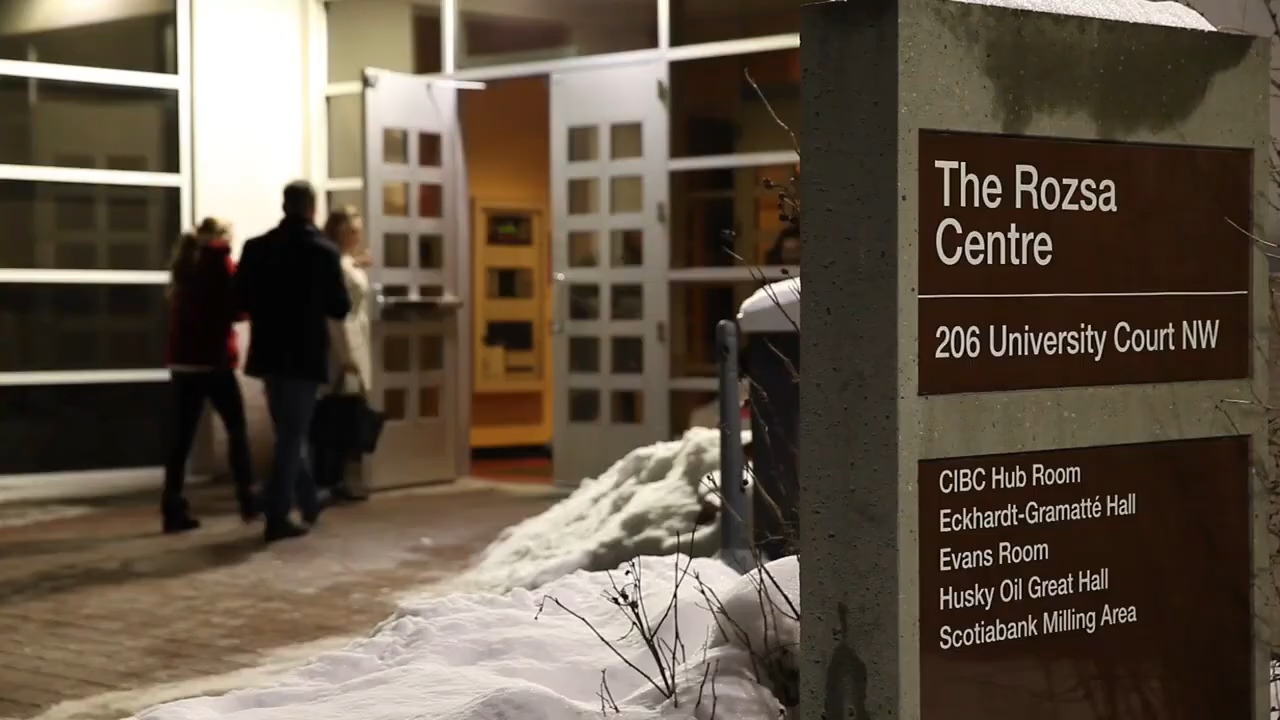 The Rozsa
Centre
206 University Court NW
CIBC Hub Room
Eckhardt-Gramatté Hall
Evans Room
Husky Oil Great Hall
Scotiabank Milling Area